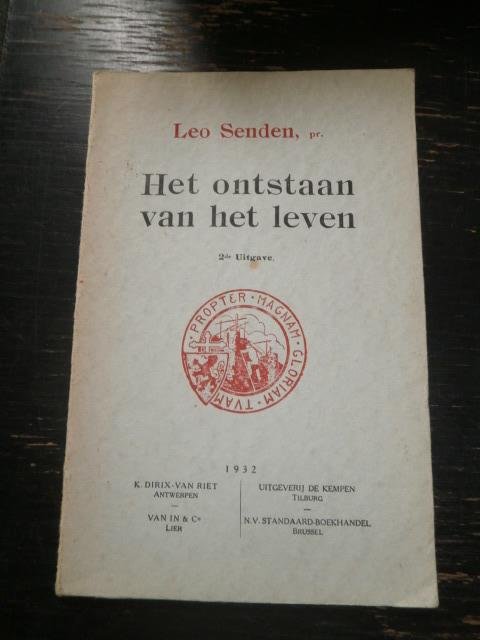 Leo Senden, pr.
Het ontstaan
van het leven
2de Uitgave.
PROPTER · MAGNAM · GLORIAM · TVAM
1932
K. DIRIX-VAN RIET
ANTWERPEN
—
VAN IN & Co
LIER
UITGEVERIJ DE KEMPEN
TILBURG
—
N.V. STANDAARD-BOEKHANDEL
BRUSSEL